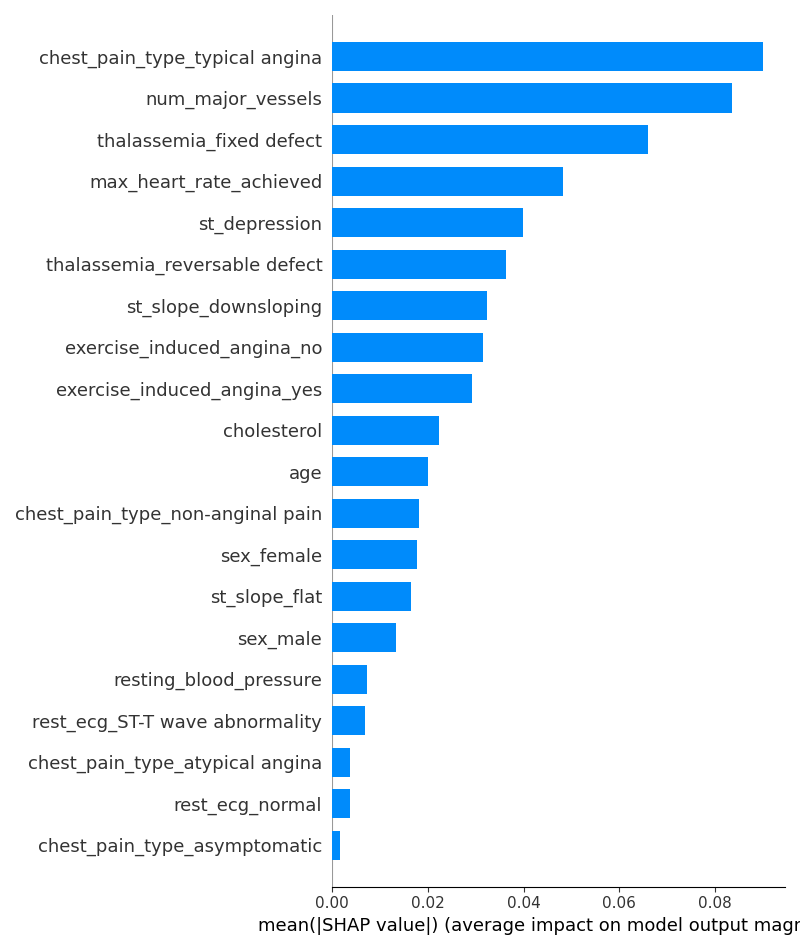 chest_pain_type_typical angina
num_major_vessels
thalassemia_fixed defect
max_heart_rate_achieved
st_depression
thalassemia_reversable defect
st_slope_downsloping
exercise_induced_angina_no
exercise_induced_angina_yes
cholesterol
age
chest_pain_type_non-anginal pain
sex_female
st_slope_flat
sex_male
resting_blood_pressure
rest_ecg_ST-T wave abnormality
chest_pain_type_atypical angina
rest_ecg_normal
chest_pain_type_asymptomatic
0.00 0.02 0.04 0.06 0.08
mean(|SHAP value|) (average impact on model output magr